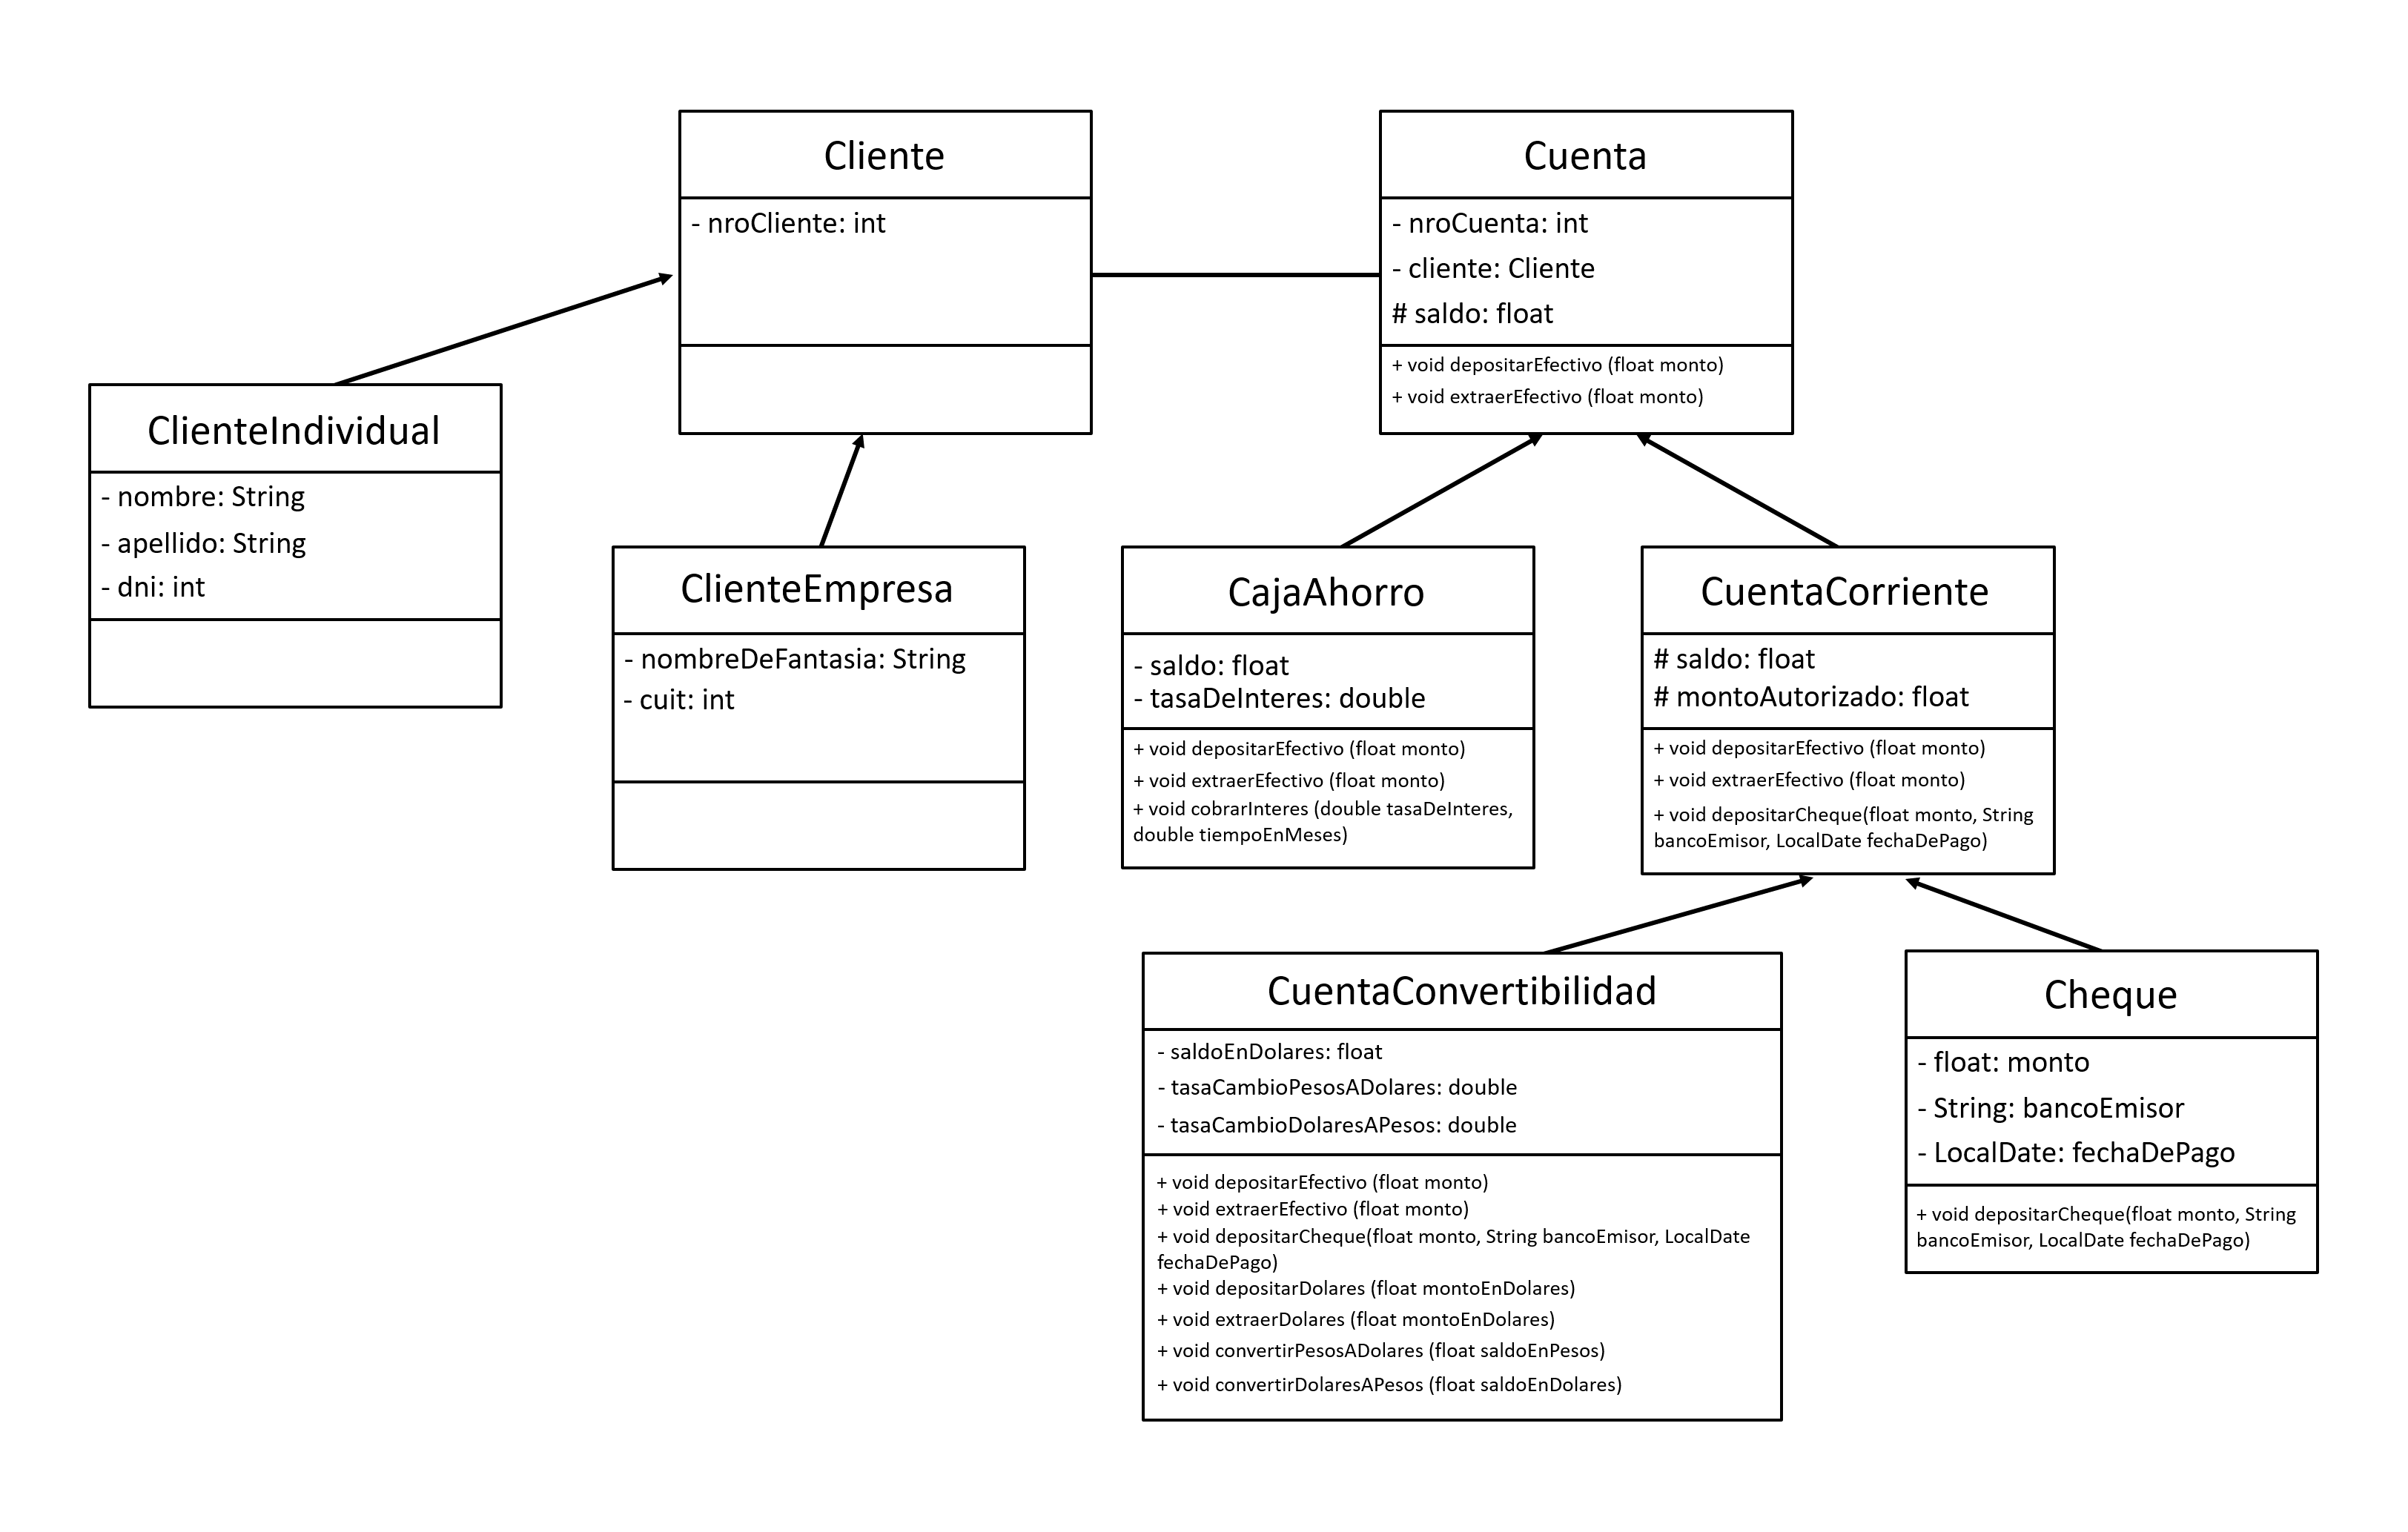 Cliente
- nroCliente: int
Cuenta
- nroCuenta: int
- cliente: Cliente
# saldo: float
+ void depositarEfectivo (float monto)
+ void extraerEfectivo (float monto)
ClienteIndividual
- nombre: String
- apellido: String
- dni: int
ClienteEmpresa
- nombreDeFantasia: String
- cuit: int
CajaAhorro
- saldo: float
- tasaDeInteres: double
+ void depositarEfectivo (float monto)
+ void extraerEfectivo (float monto)
+ void cobrarInteres (double tasaDeInteres,
double tiempoEnMeses)
CuentaCorriente
# saldo: float
# montoAutorizado: float
+ void depositarEfectivo (float monto)
+ void extraerEfectivo (float monto)
+ void depositarCheque(float monto, String
bancoEmisor, LocalDate fechaDePago)
CuentaConvertibilidad
- saldoEnDolares: float
- tasaCambioPesosADolares: double
- tasaCambioDolaresAPesos: double
+ void depositarEfectivo (float monto)
+ void extraerEfectivo (float monto)
+ void depositarCheque(float monto, String bancoEmisor, LocalDate
fechaDePago)
+ void depositarDolares (float montoEnDolares)
+ void extraerDolares (float montoEnDolares)
+ void convertirPesosADolares (float saldoEnPesos)
+ void convertirDolaresAPesos (float saldoEnDolares)
Cheque
- float: monto
- String: bancoEmisor
- LocalDate: fechaDePago
+ void depositarCheque(float monto, String
bancoEmisor, LocalDate fechaDePago)